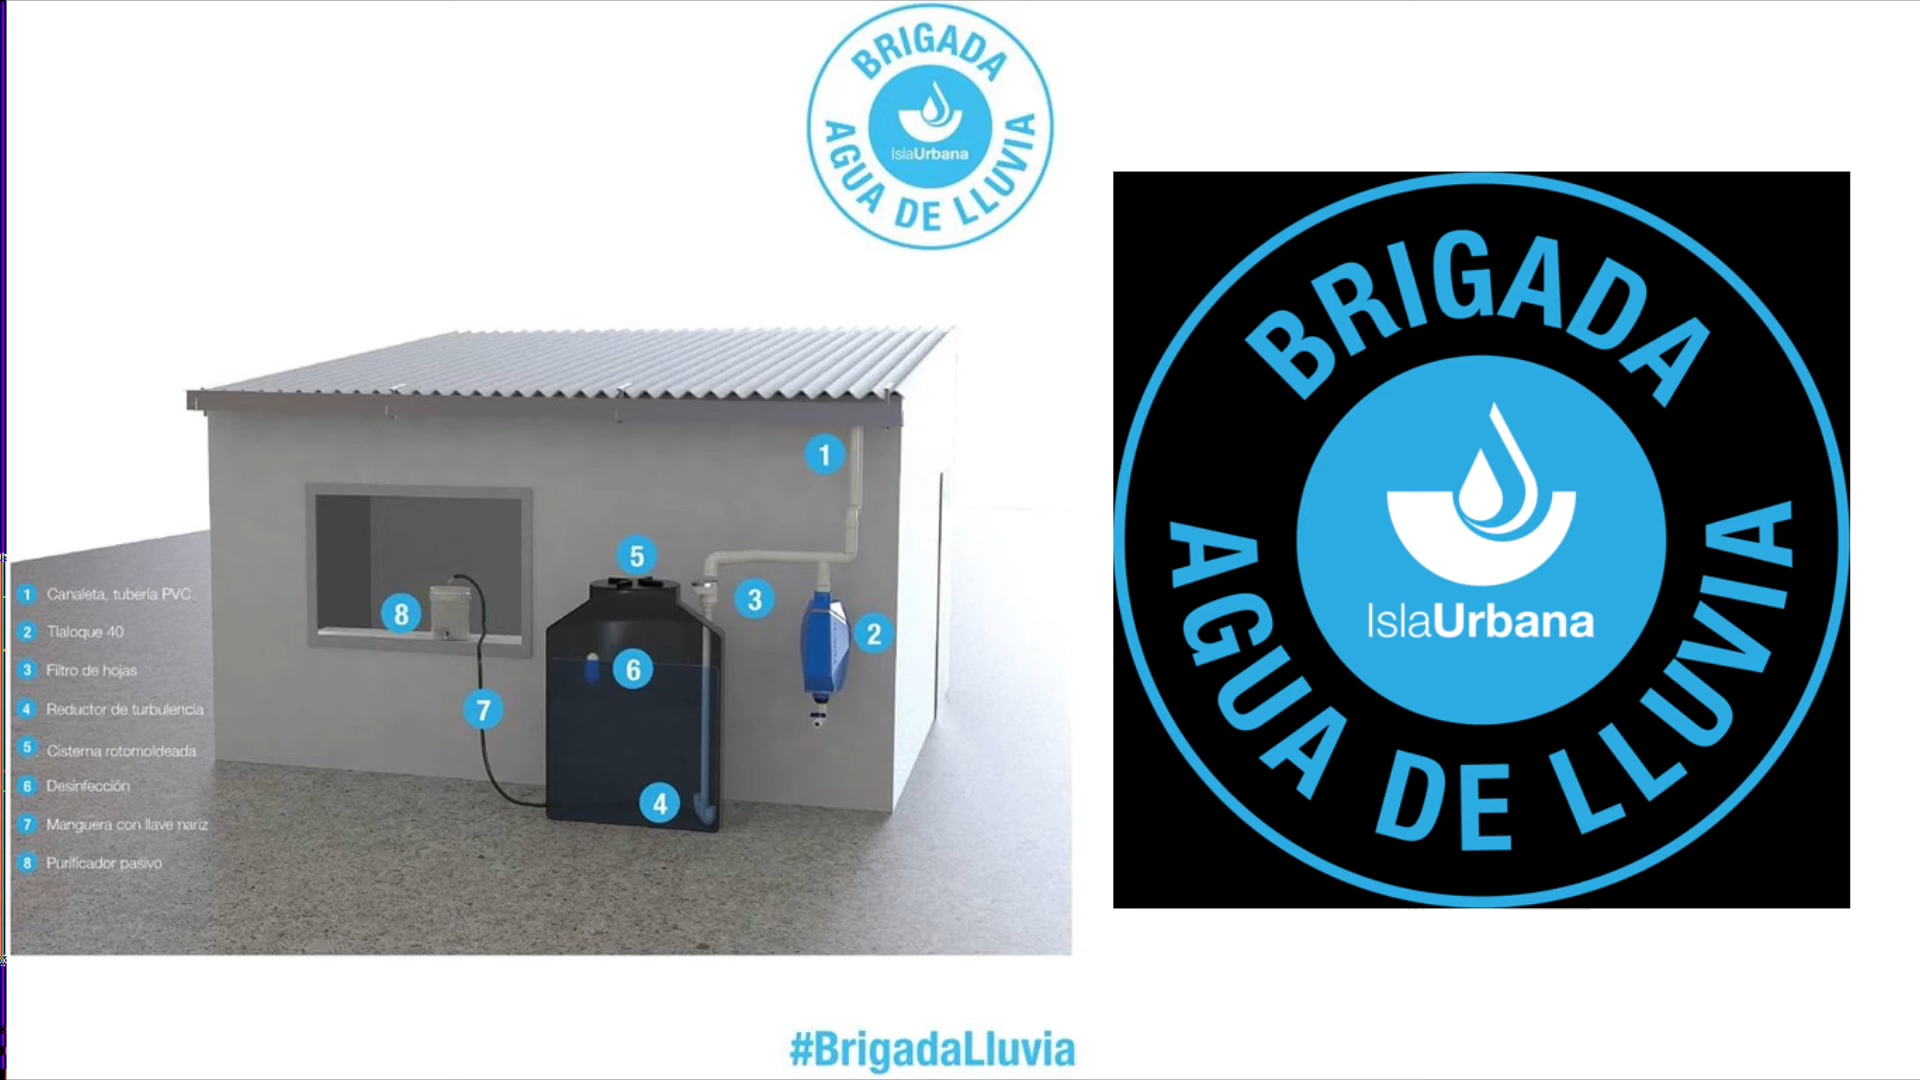 BRIGADA
IslaUrbana
AGUA DE LLUVIA
BRIGADA
IslaUrbana
AGUA DE LLUVIA
1
5
3
8
2
6
7
4
1 Canaleta, tubería PVC
2 Tlaloque 40
3 Filtro de hojas
4 Reductor de turbulencia
5 Cisterna rotomoldeada
6 Desinfección
7 Manguera con llave nariz
8 Purificador pasivo
#BrigadaLluvia